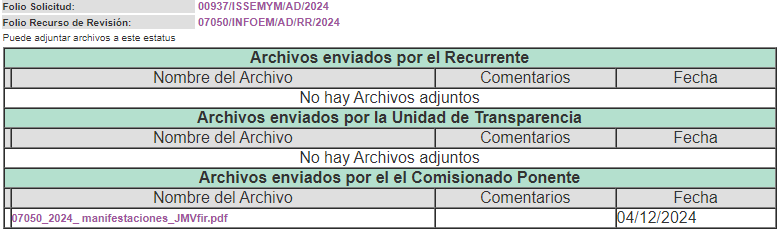 Folio Solicitud: 00937/ISSEMYM/AD/2024
Folio Recurso de Revisión: 07050/INFOEM/AD/RR/2024
Puede adjuntar archivos a este estatus
Archivos enviados por el Recurrente
Nombre del Archivo Comentarios Fecha
No hay Archivos adjuntos
Archivos enviados por la Unidad de Transparencia
Nombre del Archivo Comentarios Fecha
No hay Archivos adjuntos
Archivos enviados por el el Comisionado Ponente
Nombre del Archivo Comentarios Fecha
07050_2024_ manifestaciones_JMVfir.pdf 04/12/2024